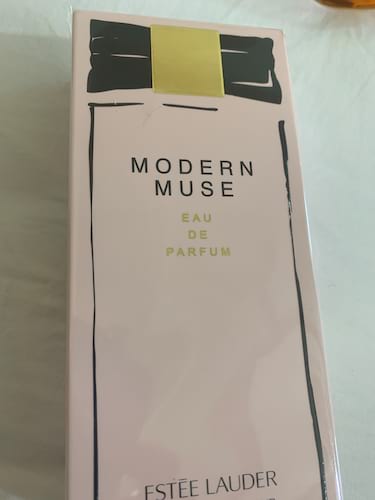 MODERN
MUSE
EAU
DE
PARFUM
ESTĒE LAUDER